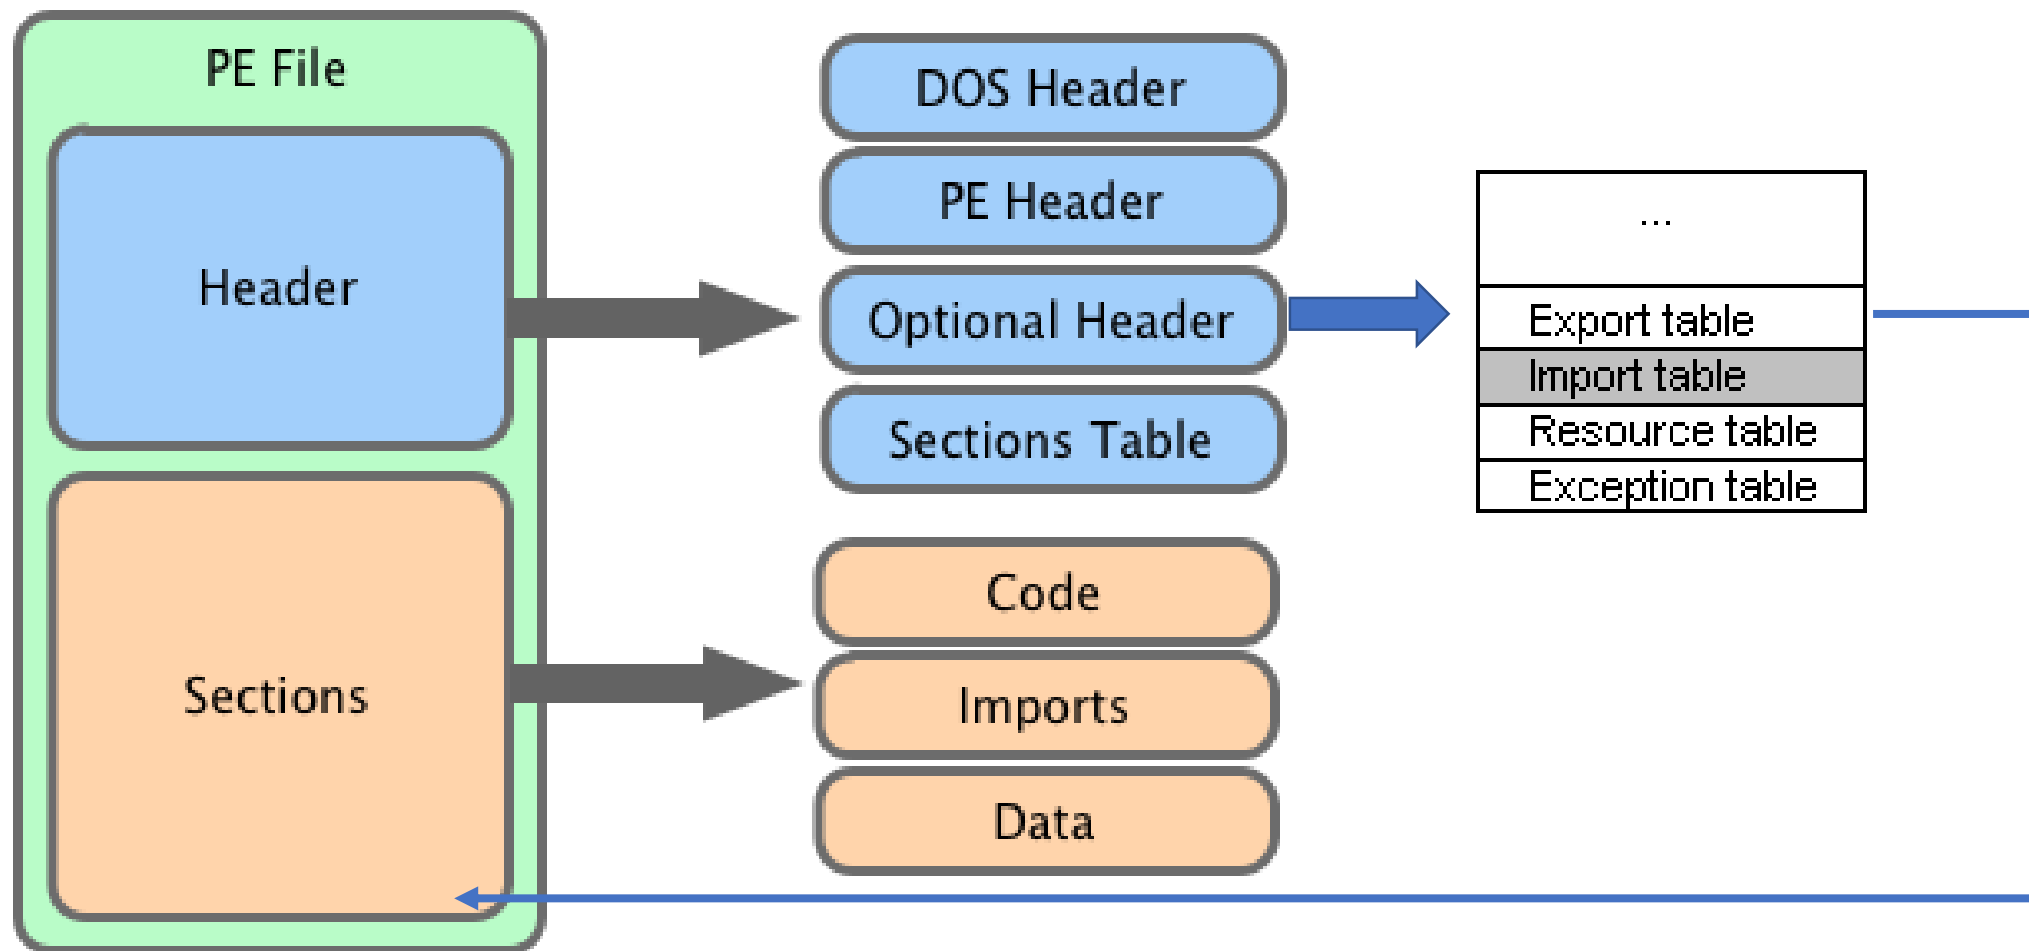 PE File
Header
Sections
DOS Header
PE Header
Optional Header
Sections Table
Code
Imports
Data
...
Export table
Import table
Resource table
Exception table